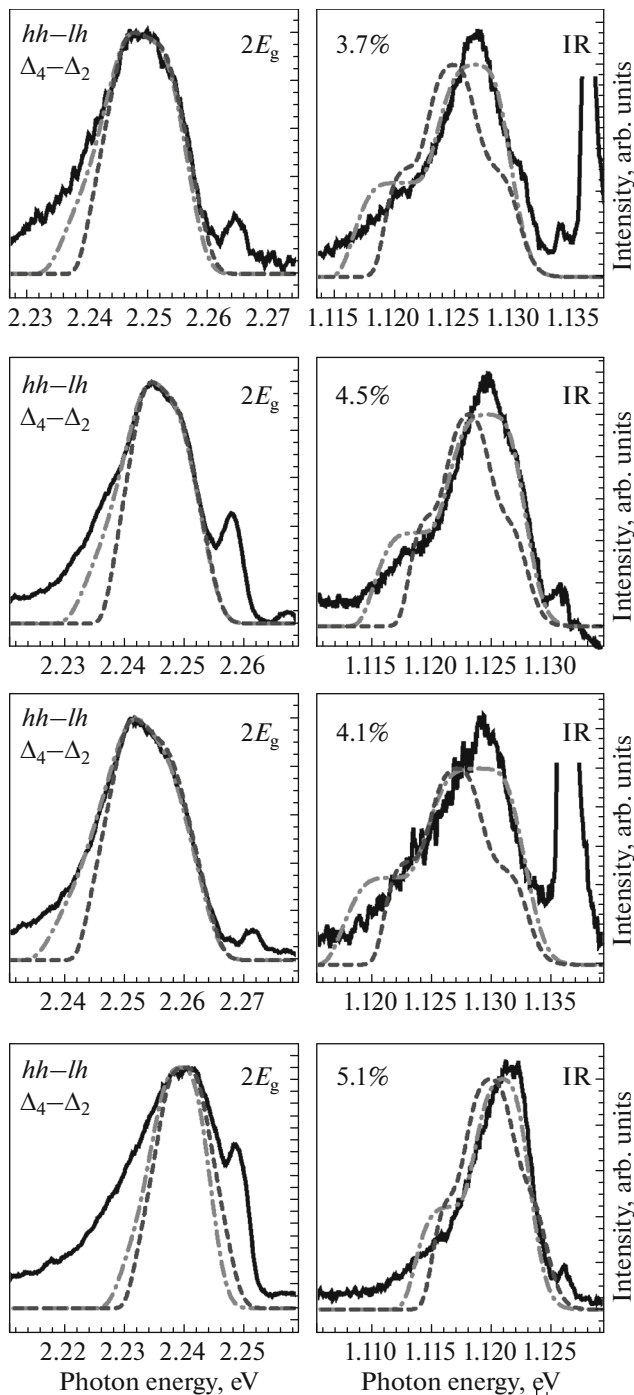 hh–lh
Δ₄–Δ₂
2Eg
3.7%
IR
Intensity, arb. units
2.23 2.24 2.25 2.26 2.27
1.115 1.120 1.125 1.130 1.135
hh–lh
Δ₄–Δ₂
2Eg
4.5%
IR
Intensity, arb. units
2.23 2.24 2.25 2.26
1.115 1.120 1.125 1.130
hh–lh
Δ₄–Δ₂
2Eg
4.1%
IR
Intensity, arb. units
2.24 2.25 2.26 2.27
1.120 1.125 1.130 1.135
hh–lh
Δ₄–Δ₂
2Eg
5.1%
IR
Intensity, arb. units
2.22 2.23 2.24 2.25
1.110 1.115 1.120 1.125
Photon energy, eV
Photon energy, eV